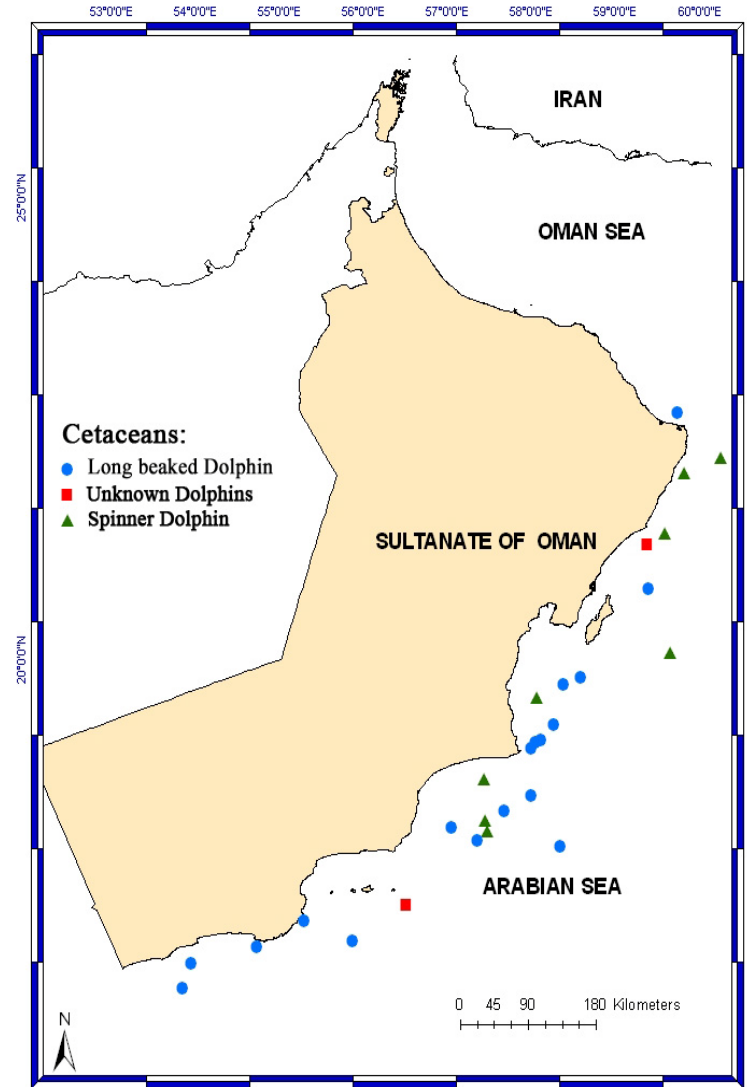 53°0'0"E 54°0'0"E 55°0'0"E 56°0'0"E 57°0'0"E 58°0'0"E 59°0'0"E 60°0'0"E
IRAN
25°0'0"N
OMAN SEA
Cetaceans:
Long beaked Dolphin
Unknown Dolphins
Spinner Dolphin
SULTANATE OF OMAN
20°0'0"N
ARABIAN SEA
0 45 90 180 Kilometers
N